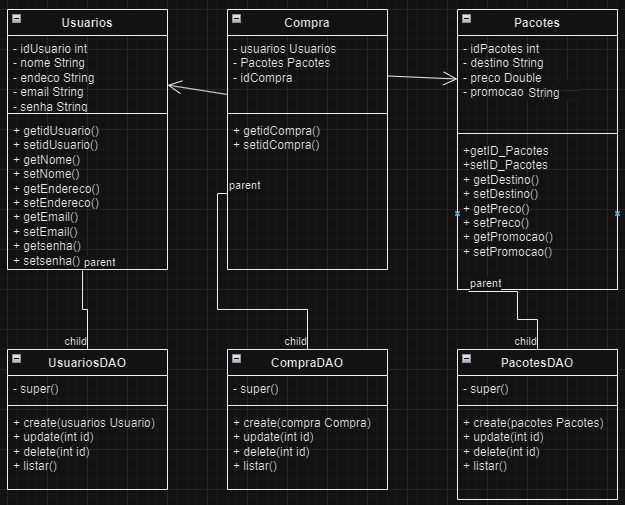 Usuarios
- idUsuario int
- nome String
- endeco String
- email String
- senha String
+ getidUsuario()
+ setidUsuario()
+ getNome()
+ setNome()
+ getEndereco()
+ setEndereco()
+ getEmail()
+ setEmail()
+ getsenha()
+ setsenha()
parent
Compra
- usuarios Usuarios
- Pacotes Pacotes
- idCompra
+ getidCompra()
+ setidCompra()
parent
Pacotes
- idPacotes int
- destino String
- preco Double
- promocao String
+getID_Pacotes
+setID_Pacotes
+ getDestino()
+ setDestino()
+ getPreco()
+ setPreco()
+ getPromocao()
+ setPromocao()
parent
child
UsuariosDAO
- super()
+ create(usuarios Usuario)
+ update(int id)
+ delete(int id)
+ listar()
child
CompraDAO
- super()
+ create(compra Compra)
+ update(int id)
+ delete(int id)
+ listar()
child
PacotesDAO
- super()
+ create(pacotes Pacotes)
+ update(int id)
+ delete(int id)
+ listar()